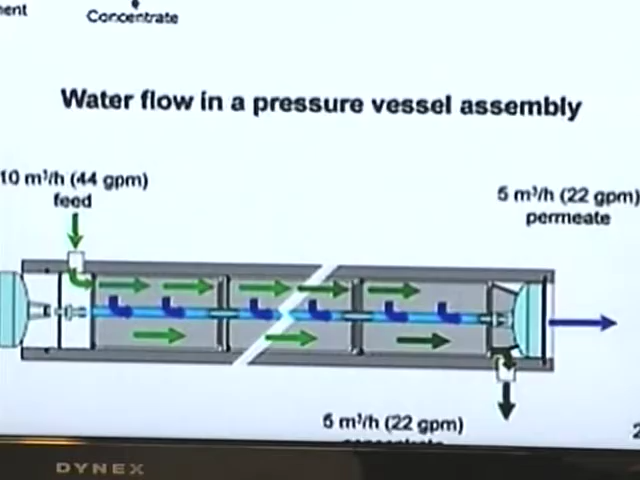 Concentrate
Water flow in a pressure vessel assembly
10 m³/h (44 gpm)
feed
5 m³/h (22 gpm)
permeate
5 m³/h (22 gpm)
DYNEX